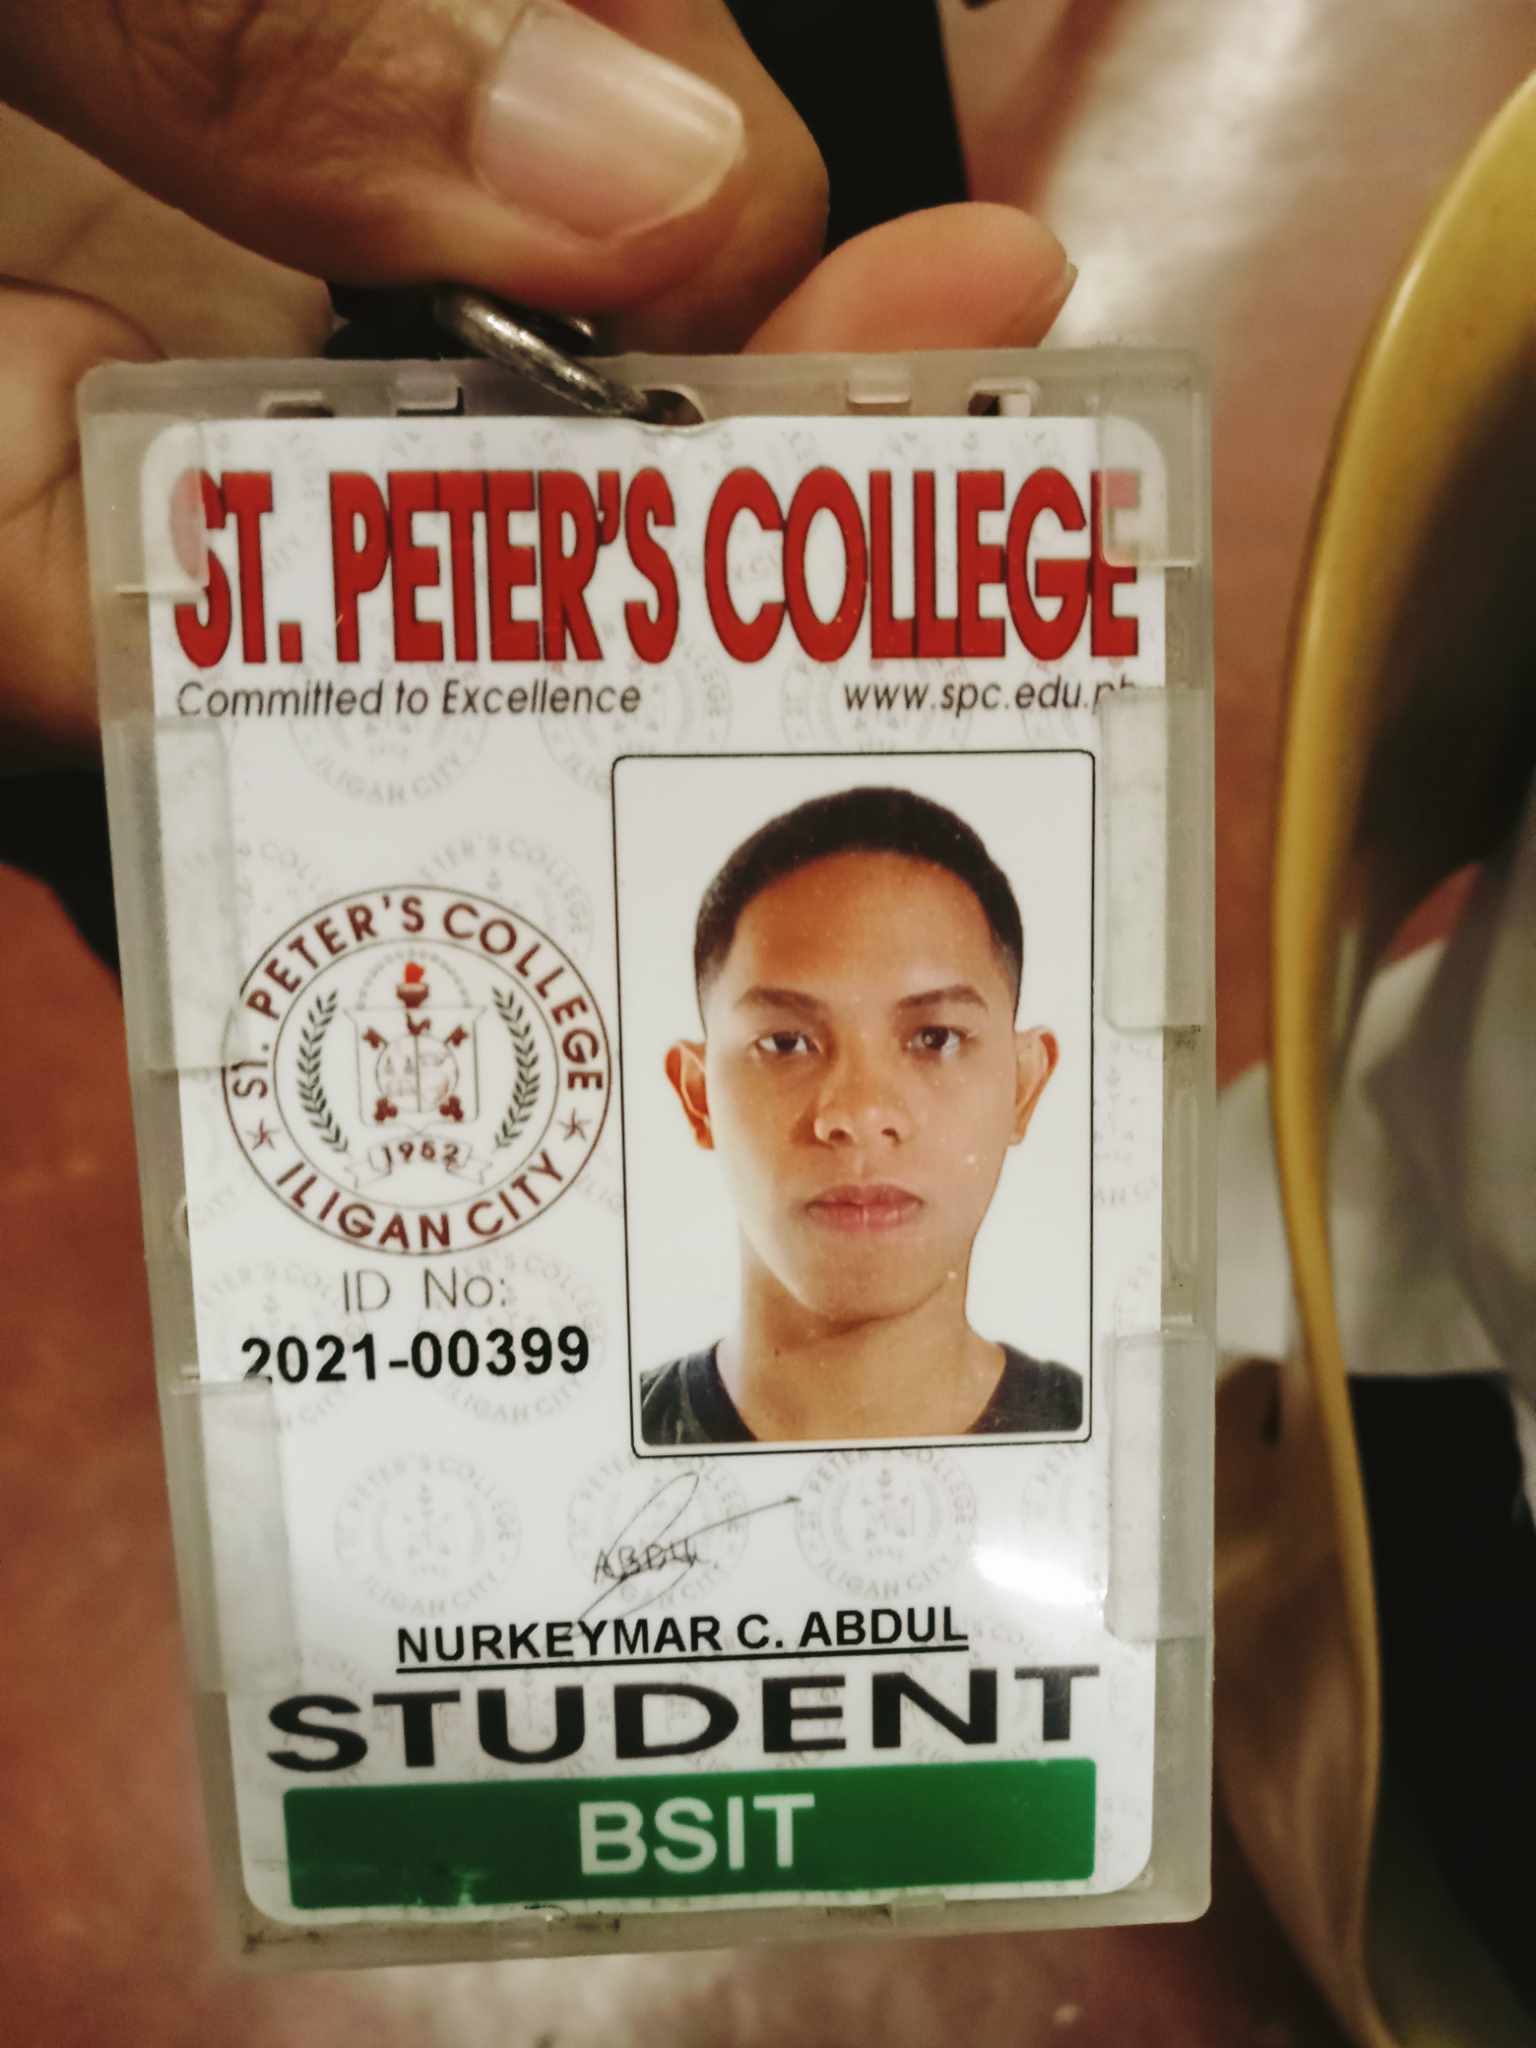 ST. PETER'S COLLEGE
Committed to Excellence www.spc.edu.ph
ST. PETER'S COLLEGE
1952
ILIGAN CITY
ID No:
2021-00399
ABDUL
NURKEYMAR C. ABDUL
STUDENT
BSIT